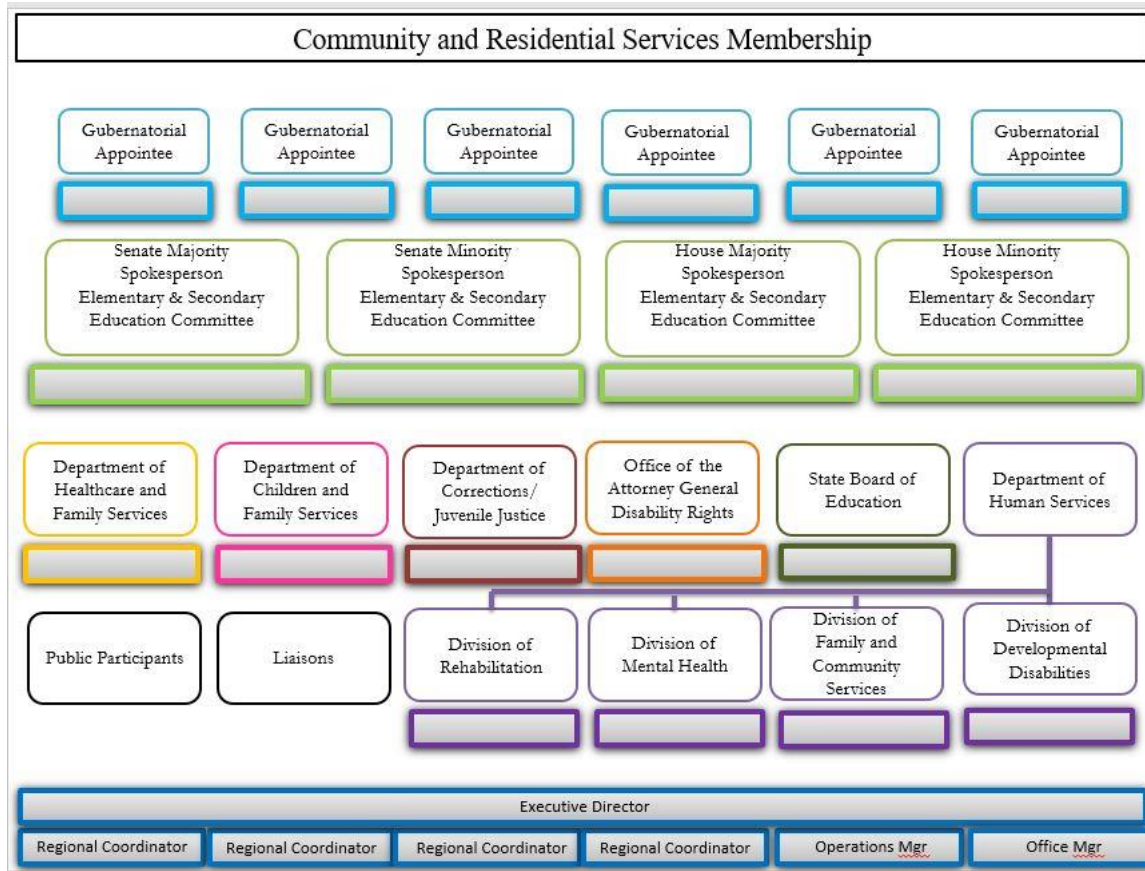 Community and Residential Services Membership
Gubernatorial
Appointee
Gubernatorial
Appointee
Gubernatorial
Appointee
Gubernatorial
Appointee
Gubernatorial
Appointee
Gubernatorial
Appointee
Senate Majority
Spokesperson
Elementary & Secondary
Education Committee
Senate Minority
Spokesperson
Elementary & Secondary
Education Committee
House Majority
Spokesperson
Elementary & Secondary
Education Committee
House Minority
Spokesperson
Elementary & Secondary
Education Committee
Department of
Healthcare and
Family Services
Department of
Children and
Family Services
Department of
Corrections/
Juvenile Justice
Office of the
Attorney General
Disability Rights
State Board of
Education
Department of
Human Services
Public Participants
Liaisons
Division of
Rehabilitation
Division of
Mental Health
Division of
Family and
Community
Services
Division of
Developmental
Disabilities
Executive Director
Regional Coordinator
Regional Coordinator
Regional Coordinator
Regional Coordinator
Operations Mgr
Office Mgr